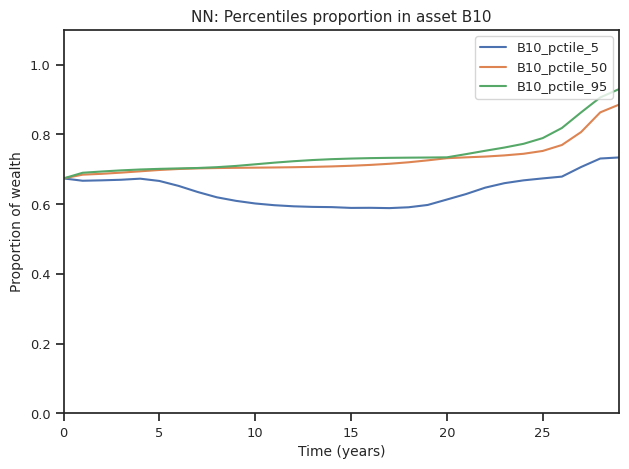 NN: Percentiles proportion in asset B10
B10_pctile_5
B10_pctile_50
B10_pctile_95
Proportion of wealth
1.0
0.8
0.6
0.4
0.2
0.0
0 5 10 15 20 25
Time (years)